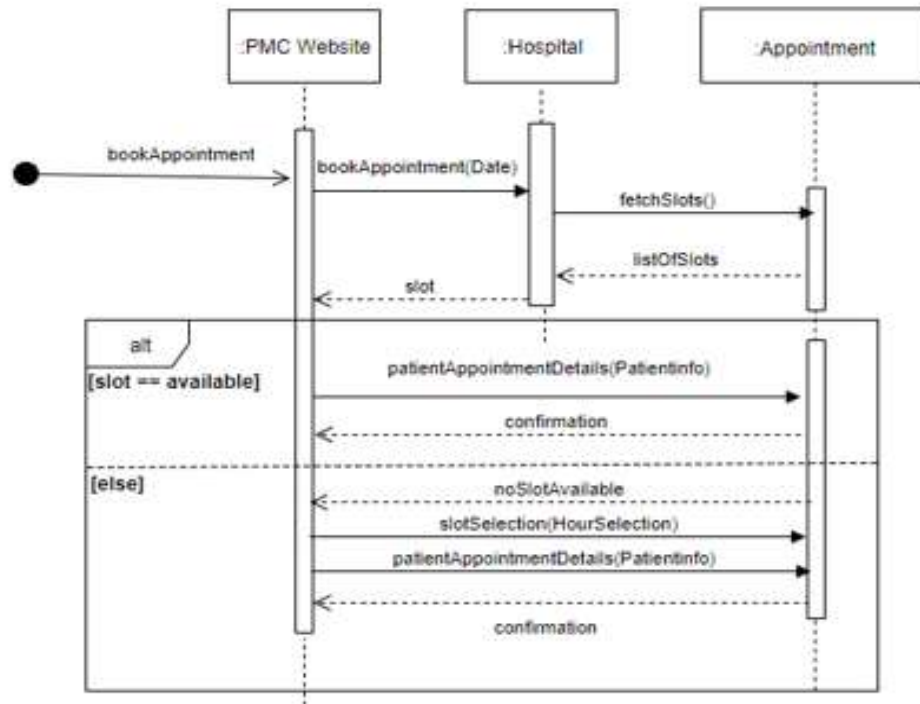 :PMC Website
:Hospital
:Appointment
bookAppointment
bookAppointment(Date)
fetchSlots()
listOfSlots
slot
alt
[slot == available]
patientAppointmentDetails(Patientinfo)
confirmation
[else]
noSlotAvailable
slotSelection(HourSelection)
patientAppointmentDetails(Patientinfo)
confirmation